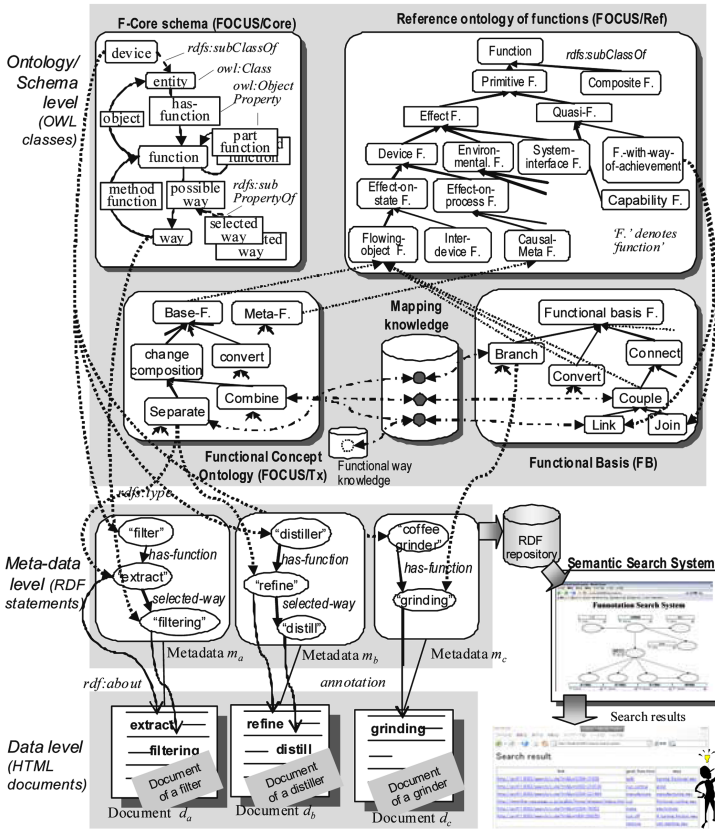 F-Core schema (FOCUS/Core)
Reference ontology of functions (FOCUS/Ref)
Ontology/
Schema
level
(OWL
classes)
device
rdfs:subClassOf
entity
owl:Class
owl:Object
Property
has-
function
object
part
function
function
function
method
function
possible
way
rdfs:sub
PropertyOf
selected
way
way
way
Function
rdfs:subClassOf
Primitive F.
Composite F.
Effect F.
Quasi-F.
Device F.
Environ-
mental. F.
System-
interface F.
F.-with-way-
of-achievement
Effect-on-
state F.
Effect-on-
process F.
Capability F.
Flowing-
object F.
Inter-
device F.
Causal-
Meta F.
'F.' denotes
'function'
Base-F.
Meta-F.
change
composition
convert
Combine
Separate
Functional Concept
Ontology (FOCUS/Tx)
Mapping
knowledge
Functional way
knowledge
Functional basis F.
Branch
Connect
Convert
Couple
Link
Join
Functional Basis (FB)
rdfs:type
Meta-data
level (RDF
statements)
"filter"
has-function
"extract"
selected-way
"filtering"
Metadata ma
"distiller"
has-function
"refine"
selected-way
"distill"
Metadata mb
"coffee
grinder"
has-function
"grinding"
Metadata mc
RDF
repository
Semantic Search System
Funnotation Search System
rdf:about
annotation
Search results
Data level
(HTML
documents)
extract
filtering
Document
of a filter
Document da
refine
distill
Document
of a distiller
Document db
grinding
Document
of a grinder
Document dc
Search result